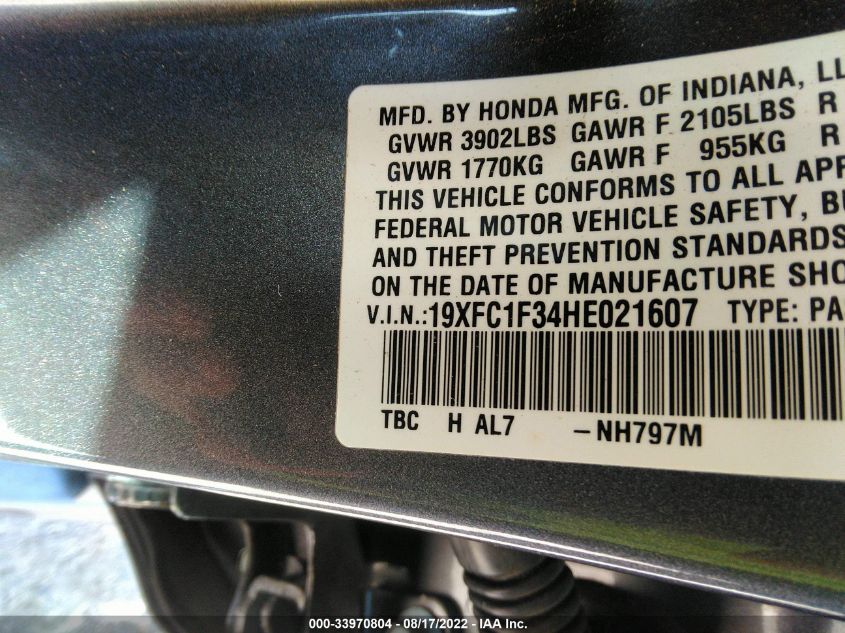 MFD. BY HONDA MFG. OF INDIANA, LL
GVWR 3902LBS GAWR F 2105LBS R
GVWR 1770KG GAWR F 955KG R
THIS VEHICLE CONFORMS TO ALL APP
FEDERAL MOTOR VEHICLE SAFETY, BU
AND THEFT PREVENTION STANDARDS
ON THE DATE OF MANUFACTURE SHO
V.I.N.:19XFC1F34HE021607 TYPE: PA
TBC H AL7 -NH797M
000-33970804 - 08/17/2022 - IAA Inc.